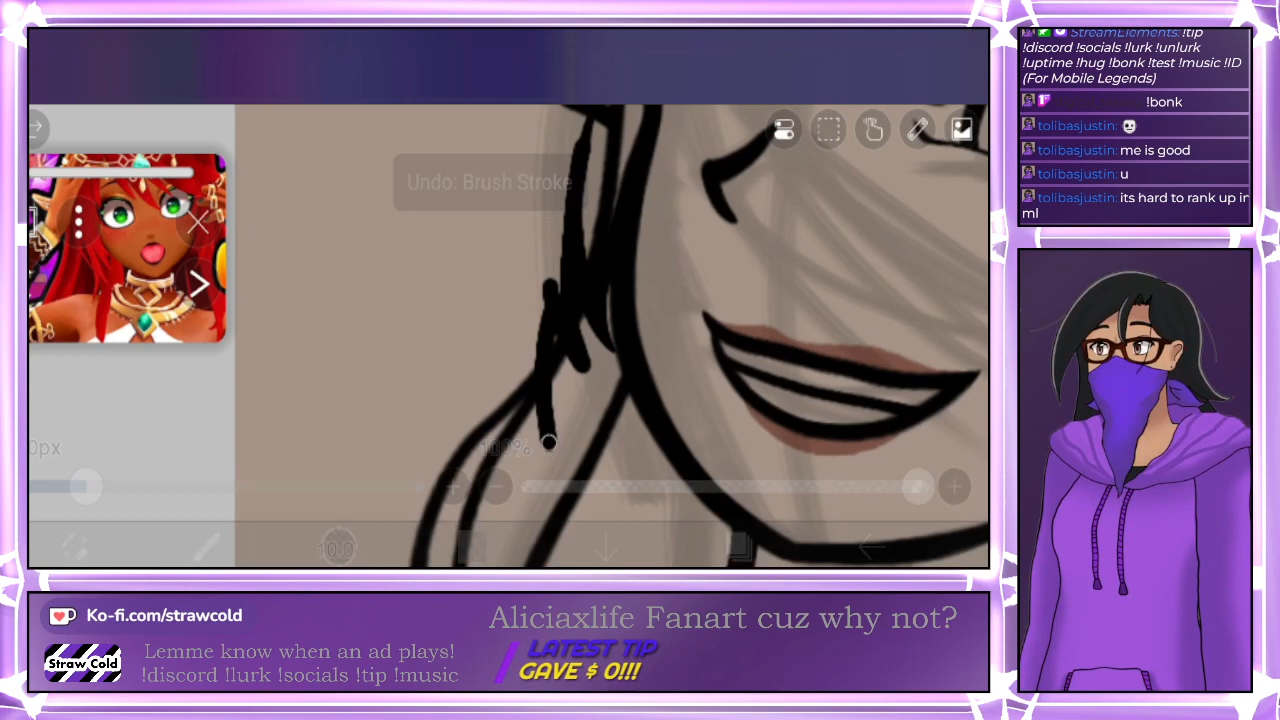 StreamElements: !tip
!discord !socials !lurk !unlurk
!uptime !hug !bonk !test !music !ID
(For Mobile Legends)
!bonk
tolibasjustin:
tolibasjustin: me is good
tolibasjustin: u
tolibasjustin: its hard to rank up in
ml
Undo: Brush Stroke
0px
100%
10.0
Ko-fi.com/strawcold
Aliciaxlife Fanart cuz why not?
Straw Cold
Lemme know when an ad plays!
!discord !lurk !socials !tip !music
LATEST TIP
GAVE $ 0!!!